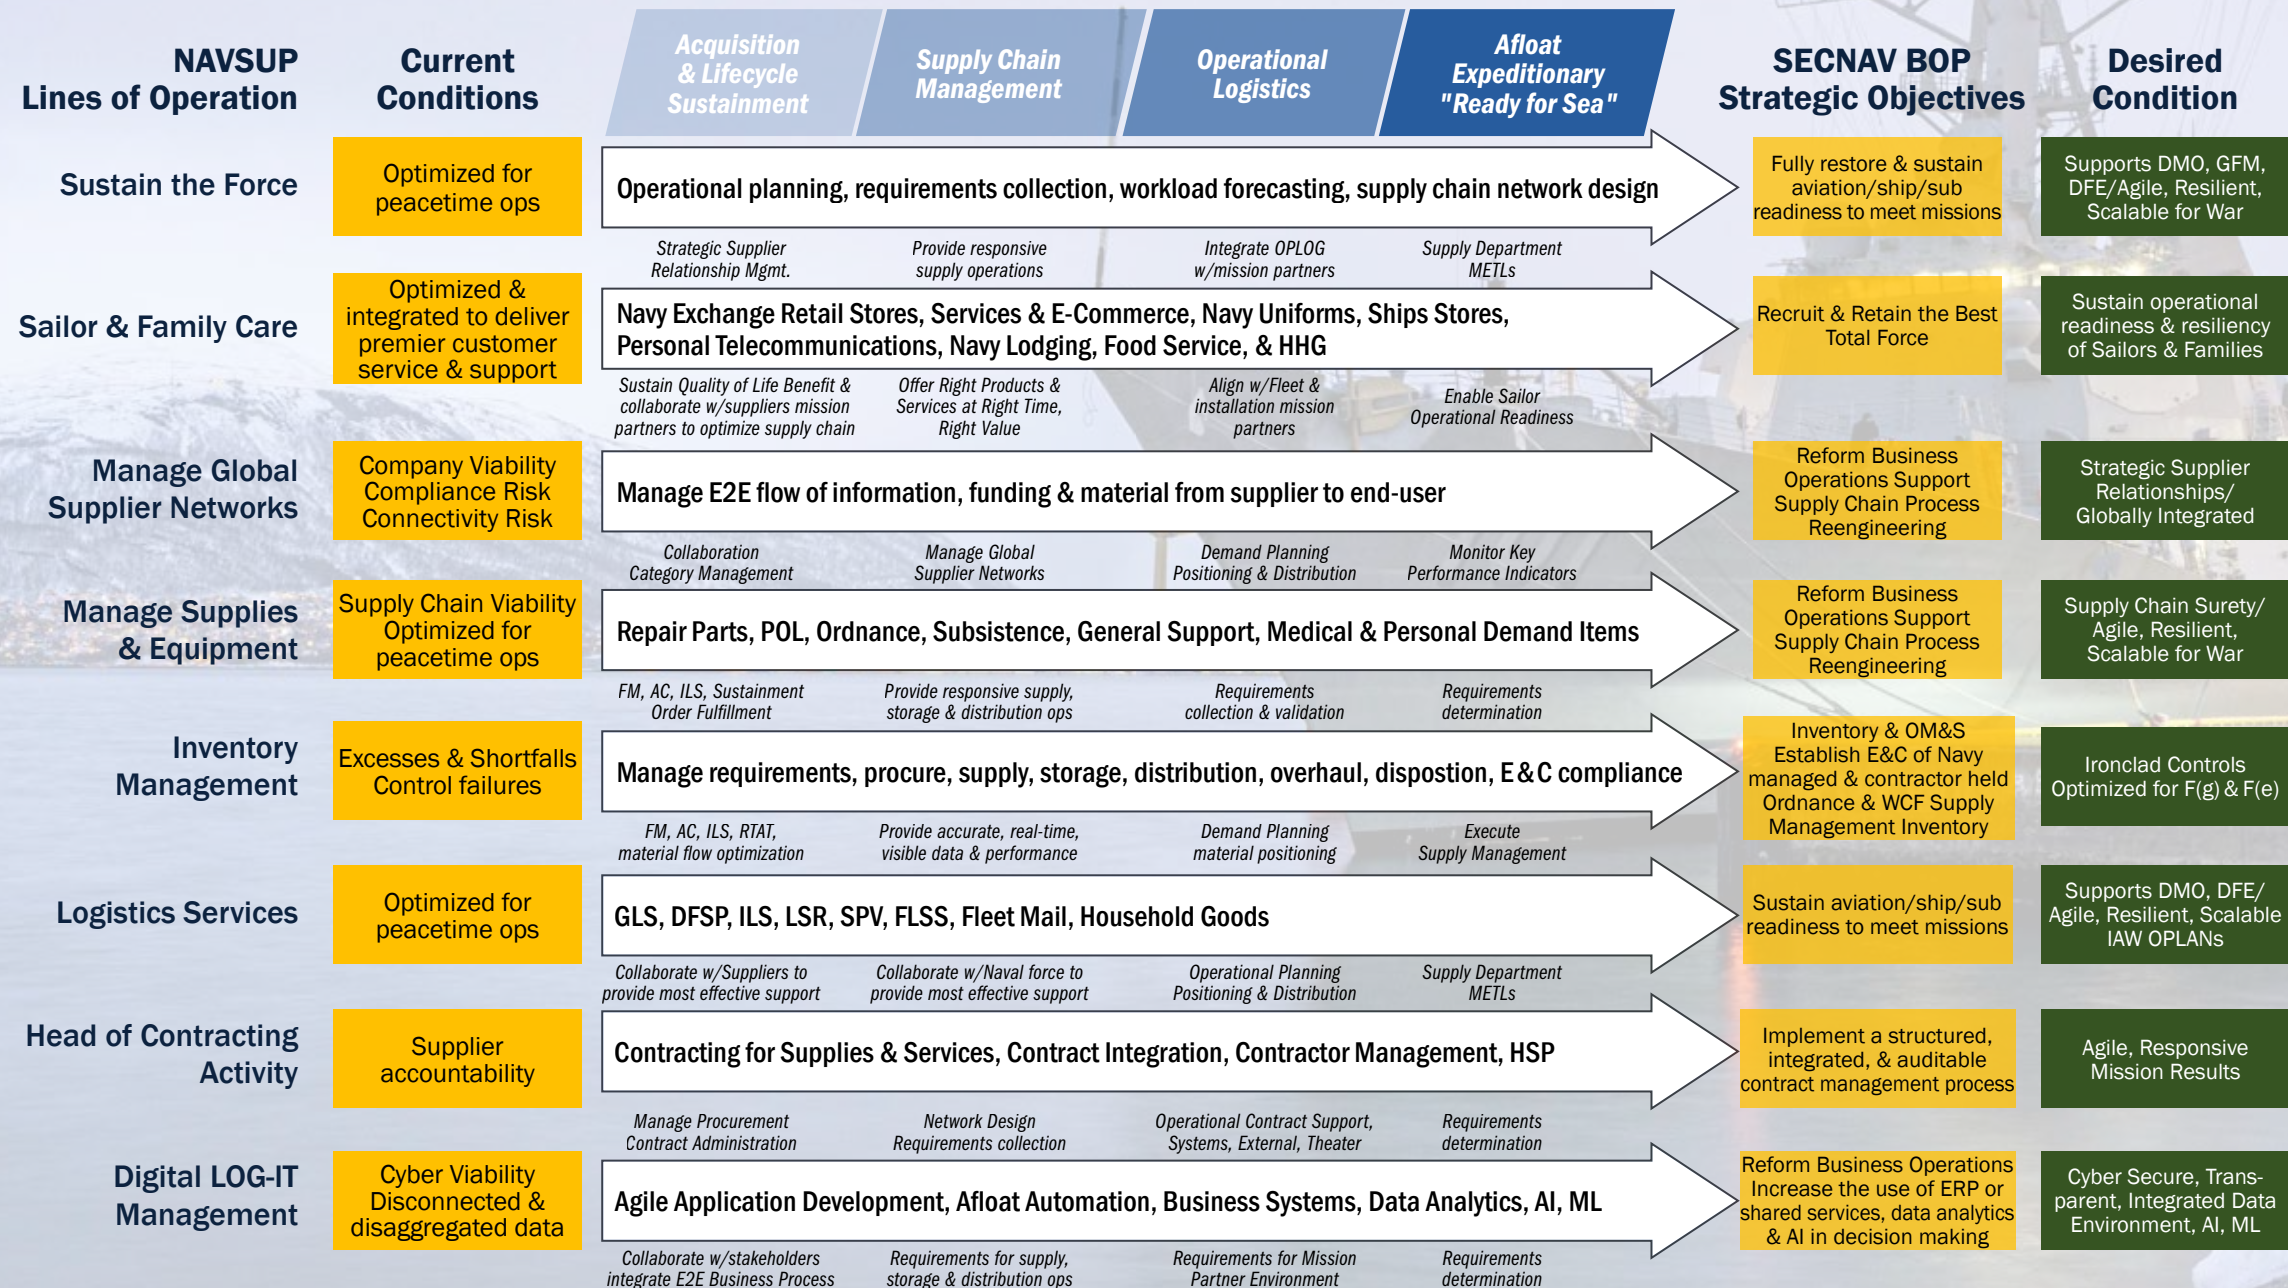 NAVSUP
Lines of Operation
Current
Conditions
Acquisition
& Lifecycle
Sustainment
Supply Chain
Management
Operational
Logistics
Afloat
Expeditionary
"Ready for Sea"
SECNAV BOP
Strategic Objectives
Desired
Condition
Sustain the Force
Optimized for
peacetime ops
Operational planning, requirements collection, workload forecasting, supply chain network design
Fully restore & sustain
aviation/ship/sub
readiness to meet missions
Supports DMO, GFM,
DFE/Agile, Resilient,
Scalable for War
Strategic Supplier
Relationship Mgmt.
Provide responsive
supply operations
Integrate OPLOG
w/mission partners
Supply Department
METLs
Sailor & Family Care
Optimized &
integrated to deliver
premier customer
service & support
Navy Exchange Retail Stores, Services & E-Commerce, Navy Uniforms, Ships Stores,
Personal Telecommunications, Navy Lodging, Food Service, & HHG
Recruit & Retain the Best
Total Force
Sustain operational
readiness & resiliency
of Sailors & Families
Sustain Quality of Life Benefit &
collaborate w/suppliers mission
partners to optimize supply chain
Offer Right Products &
Services at Right Time,
Right Value
Align w/Fleet &
installation mission
partners
Enable Sailor
Operational Readiness
Manage Global
Supplier Networks
Company Viability
Compliance Risk
Connectivity Risk
Manage E2E flow of information, funding & material from supplier to end-user
Reform Business
Operations Support
Supply Chain Process
Reengineering
Strategic Supplier
Relationships/
Globally Integrated
Collaboration
Category Management
Manage Global
Supplier Networks
Demand Planning
Positioning & Distribution
Monitor Key
Performance Indicators
Manage Supplies
& Equipment
Supply Chain Viability
Optimized for
peacetime ops
Repair Parts, POL, Ordnance, Subsistence, General Support, Medical & Personal Demand Items
Reform Business
Operations Support
Supply Chain Process
Reengineering
Supply Chain Surety/
Agile, Resilient,
Scalable for War
FM, AC, ILS, Sustainment
Order Fulfillment
Provide responsive supply,
storage & distribution ops
Requirements
collection & validation
Requirements
determination
Inventory
Management
Excesses & Shortfalls
Control failures
Manage requirements, procure, supply, storage, distribution, overhaul, dispostion, E&C compliance
Inventory & OM&S
Establish E&C of Navy
managed & contractor held
Ordnance & WCF Supply
Management Inventory
Ironclad Controls
Optimized for F(g) & F(e)
FM, AC, ILS, RTAT,
material flow optimization
Provide accurate, real-time,
visible data & performance
Demand Planning
material positioning
Execute
Supply Management
Logistics Services
Optimized for
peacetime ops
GLS, DFSP, ILS, LSR, SPV, FLSS, Fleet Mail, Household Goods
Sustain aviation/ship/sub
readiness to meet missions
Supports DMO, DFE/
Agile, Resilient, Scalable
IAW OPLANs
Collaborate w/Suppliers to
provide most effective support
Collaborate w/Naval force to
provide most effective support
Operational Planning
Positioning & Distribution
Supply Department
METLs
Head of Contracting
Activity
Supplier
accountability
Contracting for Supplies & Services, Contract Integration, Contractor Management, HSP
Implement a structured,
integrated, & auditable
contract management process
Agile, Responsive
Mission Results
Manage Procurement
Contract Administration
Network Design
Requirements collection
Operational Contract Support,
Systems, External, Theater
Requirements
determination
Digital LOG-IT
Management
Cyber Viability
Disconnected &
disaggregated data
Agile Application Development, Afloat Automation, Business Systems, Data Analytics, AI, ML
Reform Business Operations
Increase the use of ERP or
shared services, data analytics
& AI in decision making
Cyber Secure, Trans-
parent, Integrated Data
Environment, AI, ML
Collaborate w/stakeholders
integrate E2E Business Process
Requirements for supply,
storage & distribution ops
Requirements for Mission
Partner Environment
Requirements
determination